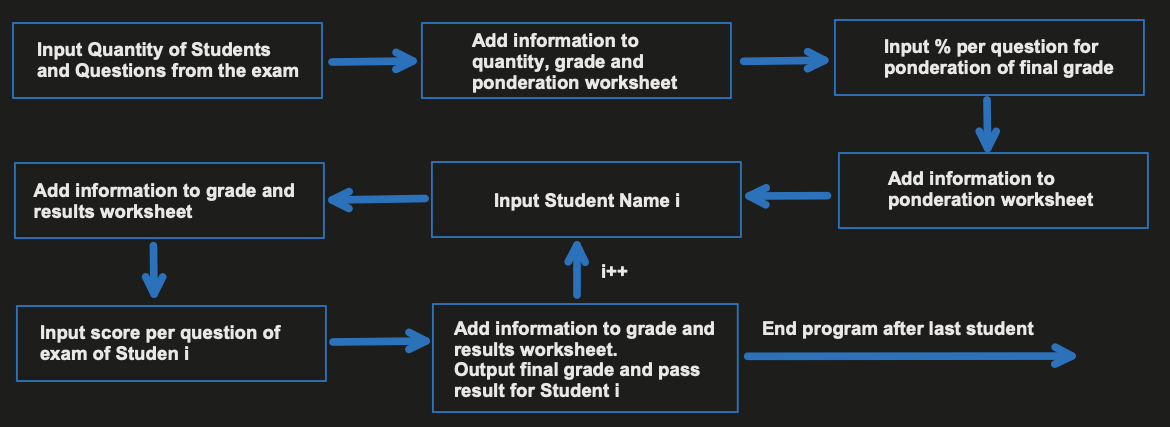 Input Quantity of Students
and Questions from the exam
Add information to
quantity, grade and
ponderation worksheet
Input % per question for
ponderation of final grade
Add information to
ponderation worksheet
Input Student Name i
Add information to grade and
results worksheet
Input score per question of
exam of Studen i
Add information to grade and
results worksheet.
Output final grade and pass
result for Student i
i++
End program after last student